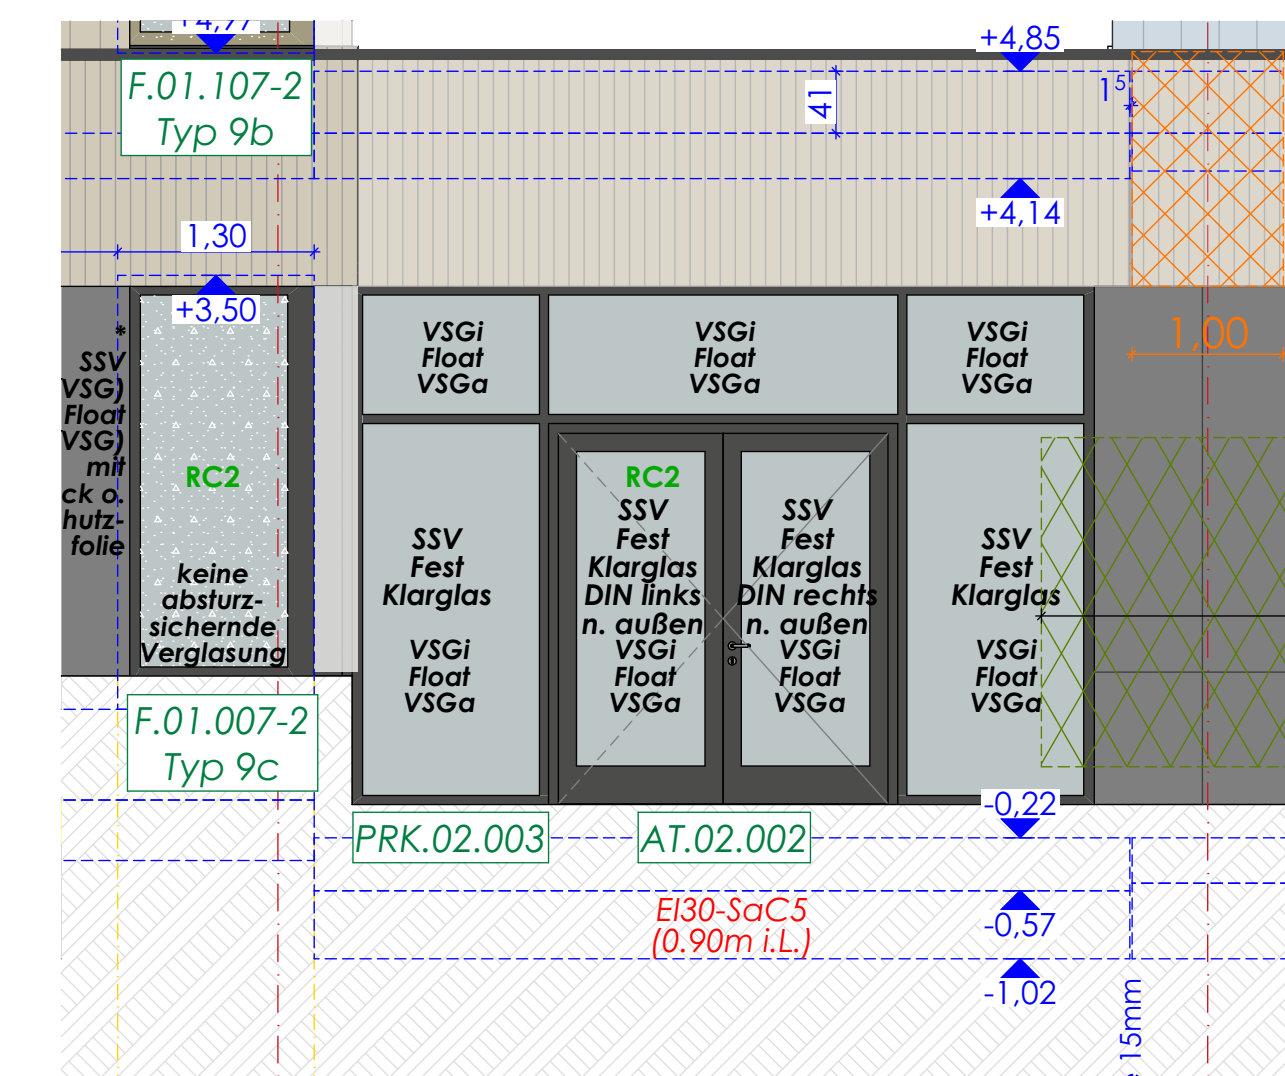 +4,97
+4,85
F.01.107-2
Typ 9b
41
1⁵
+4,14
1,30
+3,50
1,00
*
SSV
VSG)
Float
VSG)
mit
ck o.
hutz-
folie
RC2
keine
absturz-
sichernde
Verglasung
VSGi
Float
VSGa
VSGi
Float
VSGa
VSGi
Float
VSGa
SSV
Fest
Klarglas
VSGi
Float
VSGa
RC2
SSV
Fest
Klarglas
DIN links
n. außen
VSGi
Float
VSGa
SSV
Fest
Klarglas
DIN rechts
n. außen
VSGi
Float
VSGa
SSV
Fest
Klarglas
VSGi
Float
VSGa
F.01.007-2
Typ 9c
PRK.02.003
AT.02.002
-0,22
EI30-SaC5
(0.90m i.L.)
-0,57
-1,02
15mm